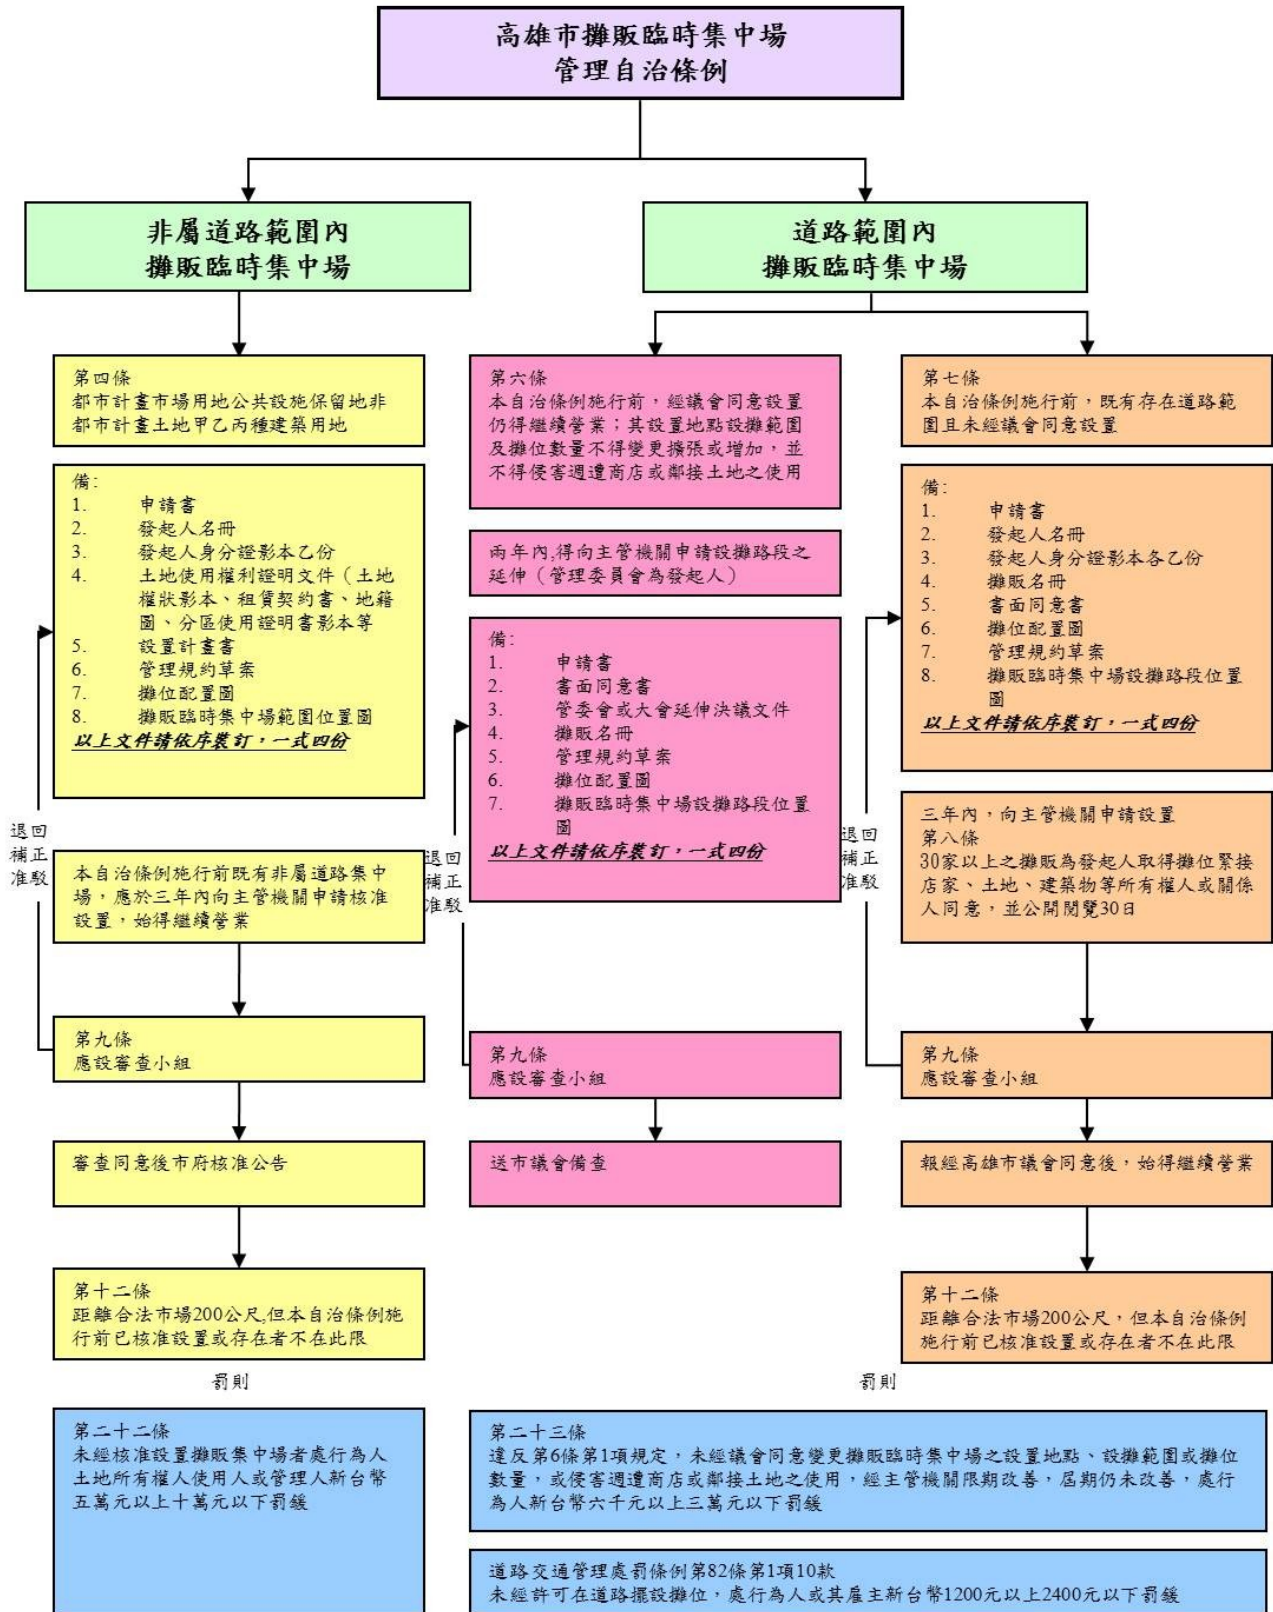 高雄市攤販臨時集中場
管理自治條例
非屬道路範圍內
攤販臨時集中場
道路範圍內
攤販臨時集中場
第四條
都市計畫市場用地公共設施保留地非
都市計畫土地甲乙丙種建築用地
備:
1. 申請書
2. 發起人名冊
3. 發起人身分證影本乙份
4. 土地使用權利證明文件（土地
權狀影本、租賃契約書、地籍
圖、分區使用證明書影本等
5. 設置計畫書
6. 管理規約草案
7. 攤位配置圖
8. 攤販臨時集中場範圍位置圖
以上文件請依序裝訂，一式四份
退回
補正
准駁
本自治條例施行前既有非屬道路集中
場，應於三年內向主管機關申請核准
設置，始得繼續營業
第九條
應設審查小組
審查同意後市府核准公告
第十二條
距離合法市場200公尺,但本自治條例施
行前已核准設置或存在者不在此限
罰則
第二十二條
未經核准設置攤販集中場者處行為人
土地所有權人使用人或管理人新台幣
五萬元以上十萬元以下罰鍰
第六條
本自治條例施行前，經議會同意設置
仍得繼續營業；其設置地點設攤範圍
及攤位數量不得變更擴張或增加，並
不得侵害週遭商店或鄰接土地之使用
兩年內,得向主管機關申請設攤路段之
延伸（管理委員會為發起人）
備:
1. 申請書
2. 書面同意書
3. 管委會或大會延伸決議文件
4. 攤販名冊
5. 管理規約草案
6. 攤位配置圖
7. 攤販臨時集中場設攤路段位置
圖
以上文件請依序裝訂，一式四份
退回
補正
准駁
第九條
應設審查小組
送市議會備查
第七條
本自治條例施行前，既有存在道路範
圍且未經議會同意設置
備:
1. 申請書
2. 發起人名冊
3. 發起人身分證影本各乙份
4. 攤販名冊
5. 書面同意書
6. 攤位配置圖
7. 管理規約草案
8. 攤販臨時集中場設攤路段位置
圖
以上文件請依序裝訂，一式四份
退回
補正
准駁
三年內，向主管機關申請設置
第八條
30家以上之攤販為發起人取得攤位緊接
店家、土地、建築物等所有權人或關係
人同意，並公開閱覽30日
第九條
應設審查小組
報經高雄市議會同意後，始得繼續營業
第十二條
距離合法市場200公尺，但本自治條例
施行前已核准設置或存在者不在此限
罰則
第二十三條
違反第6條第1項規定，未經議會同意變更攤販臨時集中場之設置地點、設攤範圍或攤位
數量，或侵害週遭商店或鄰接土地之使用，經主管機關限期改善，屆期仍未改善，處行
為人新台幣六千元以上三萬元以下罰鍰
道路交通管理處罰條例第82條第1項10款
未經許可在道路擺設攤位，處行為人或其雇主新台幣1200元以上2400元以下罰鍰